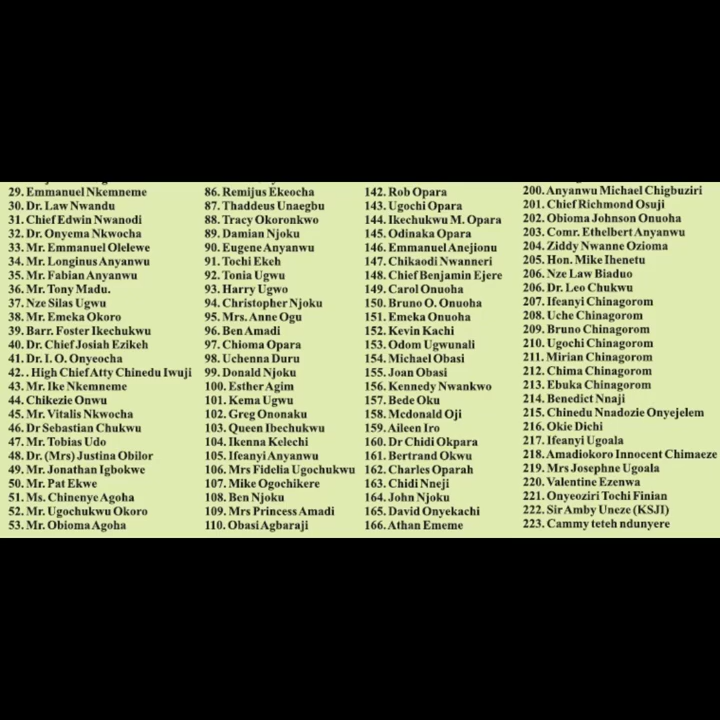 29. Emmanuel Nkemneme
30. Dr. Law Nwandu
31. Chief Edwin Nwanodi
32. Dr. Onyema Nkwocha
33. Mr. Emmanuel Olelewe
34. Mr. Longinus Anyanwu
35. Mr. Fabian Anyanwu
36. Mr. Tony Madu.
37. Nze Silas Ugwu
38. Mr. Emeka Okoro
39. Barr. Foster Ikechukwu
40. Dr. Chief Josiah Ezikeh
41. Dr. I. O. Onyeocha
42. . High Chief Atty Chinedu Iwuji
43. Mr. Ike Nkemneme
44. Chikezie Onwu
45. Mr. Vitalis Nkwocha
46. Dr Sebastian Chukwu
47. Mr. Tobias Udo
48. Dr. (Mrs) Justina Obilor
49. Mr. Jonathan Igbokwe
50. Mr. Pat Ekwe
51. Ms. Chinenye Agoha
52. Mr. Ugochukwu Okoro
53. Mr. Obioma Agoha
86. Remijus Ekeocha
87. Thaddeus Unaegbu
88. Tracy Okoronkwo
89. Damian Njoku
90. Eugene Anyanwu
91. Tochi Ekeh
92. Tonia Ugwu
93. Harry Ugwo
94. Christopher Njoku
95. Mrs. Anne Ogu
96. Ben Amadi
97. Chioma Opara
98. Uchenna Duru
99. Donald Njoku
100. Esther Agim
101. Kema Ugwu
102. Greg Ononaku
103. Queen Ibechukwu
104. Ikenna Kelechi
105. Ifeanyi Anyanwu
106. Mrs Fidelia Ugochukwu
107. Mike Ogochikere
108. Ben Njoku
109. Mrs Princess Amadi
110. Obasi Agbaraji
142. Rob Opara
143. Ugochi Opara
144. Ikechukwu M. Opara
145. Odinaka Opara
146. Emmanuel Anejionu
147. Chikaodi Nwanneri
148. Chief Benjamin Ejere
149. Carol Onuoha
150. Bruno O. Onuoha
151. Emeka Onuoha
152. Kevin Kachi
153. Odom Ugwunali
154. Michael Obasi
155. Joan Obasi
156. Kennedy Nwankwo
157. Bede Oku
158. Mcdonald Oji
159. Aileen Iro
160. Dr Chidi Okpara
161. Bertrand Okwu
162. Charles Oparah
163. Chidi Nneji
164. John Njoku
165. David Onyekachi
166. Athan Ememe
200. Anyanwu Michael Chigbuziri
201. Chief Richmond Osuji
202. Obioma Johnson Onuoha
203. Comr. Ethelbert Anyanwu
204. Ziddy Nwanne Ozioma
205. Hon. Mike Ihenetu
206. Nze Law Biaduo
206. Dr. Leo Chukwu
207. Ifeanyi Chinagorom
208. Uche Chinagorom
209. Bruno Chinagorom
210. Ugochi Chinagorom
211. Mirian Chinagorom
212. Chima Chinagorom
213. Ebuka Chinagorom
214. Benedict Nnaji
215. Chinedu Nnadozie Onyejelem
216. Okie Dichi
217. Ifeanyi Ugoala
218. Amadiokoro Innocent Chimaeze
219. Mrs Josephne Ugoala
220. Valentine Ezenwa
221. Onyeoziri Tochi Finian
222. Sir Amby Uneze (KSJI)
223. Cammy teteh ndunyere